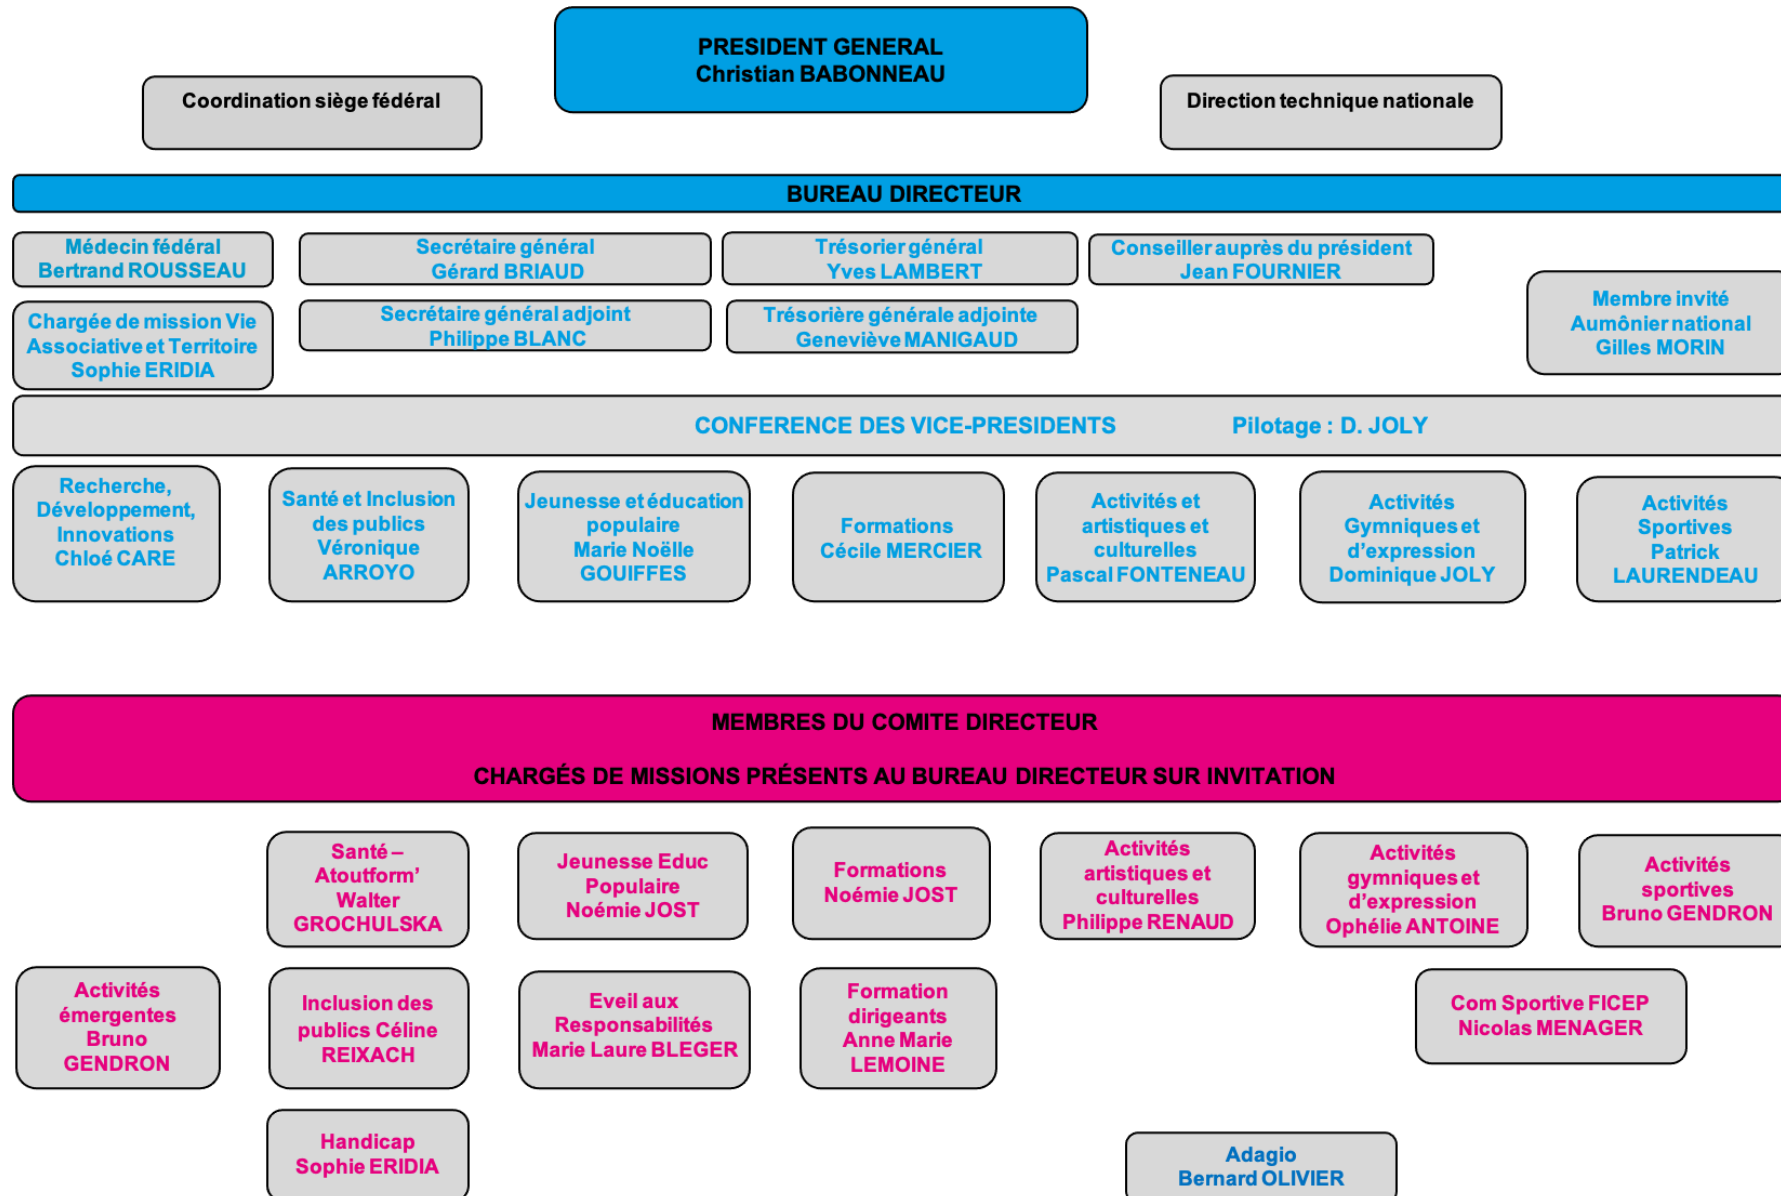 PRESIDENT GENERAL
Christian BABONNEAU
Coordination siège fédéral
Direction technique nationale
BUREAU DIRECTEUR
Médecin fédéral
Bertrand ROUSSEAU
Secrétaire général
Gérard BRIAUD
Trésorier général
Yves LAMBERT
Conseiller auprès du président
Jean FOURNIER
Chargée de mission Vie
Associative et Territoire
Sophie ERIDIA
Secrétaire général adjoint
Philippe BLANC
Trésorière générale adjointe
Geneviève MANIGAUD
Membre invité
Aumônier national
Gilles MORIN
CONFERENCE DES VICE-PRESIDENTS Pilotage : D. JOLY
Recherche,
Développement,
Innovations
Chloé CARE
Santé et Inclusion
des publics
Véronique
ARROYO
Jeunesse et éducation
populaire
Marie Noëlle
GOUIFFES
Formations
Cécile MERCIER
Activités et
artistiques et
culturelles
Pascal FONTENEAU
Activités
Gymniques et
d’expression
Dominique JOLY
Activités
Sportives
Patrick
LAURENDEAU
MEMBRES DU COMITE DIRECTEUR
CHARGÉS DE MISSIONS PRÉSENTS AU BUREAU DIRECTEUR SUR INVITATION
Santé –
Atoutform’
Walter
GROCHULSKA
Jeunesse Educ
Populaire
Noémie JOST
Formations
Noémie JOST
Activités
artistiques et
culturelles
Philippe RENAUD
Activités
gymniques et
d’expression
Ophélie ANTOINE
Activités
sportives
Bruno GENDRON
Activités
émergentes
Bruno
GENDRON
Inclusion des
publics Céline
REIXACH
Eveil aux
Responsabilités
Marie Laure BLEGER
Formation
dirigeants
Anne Marie
LEMOINE
Com Sportive FICEP
Nicolas MENAGER
Handicap
Sophie ERIDIA
Adagio
Bernard OLIVIER